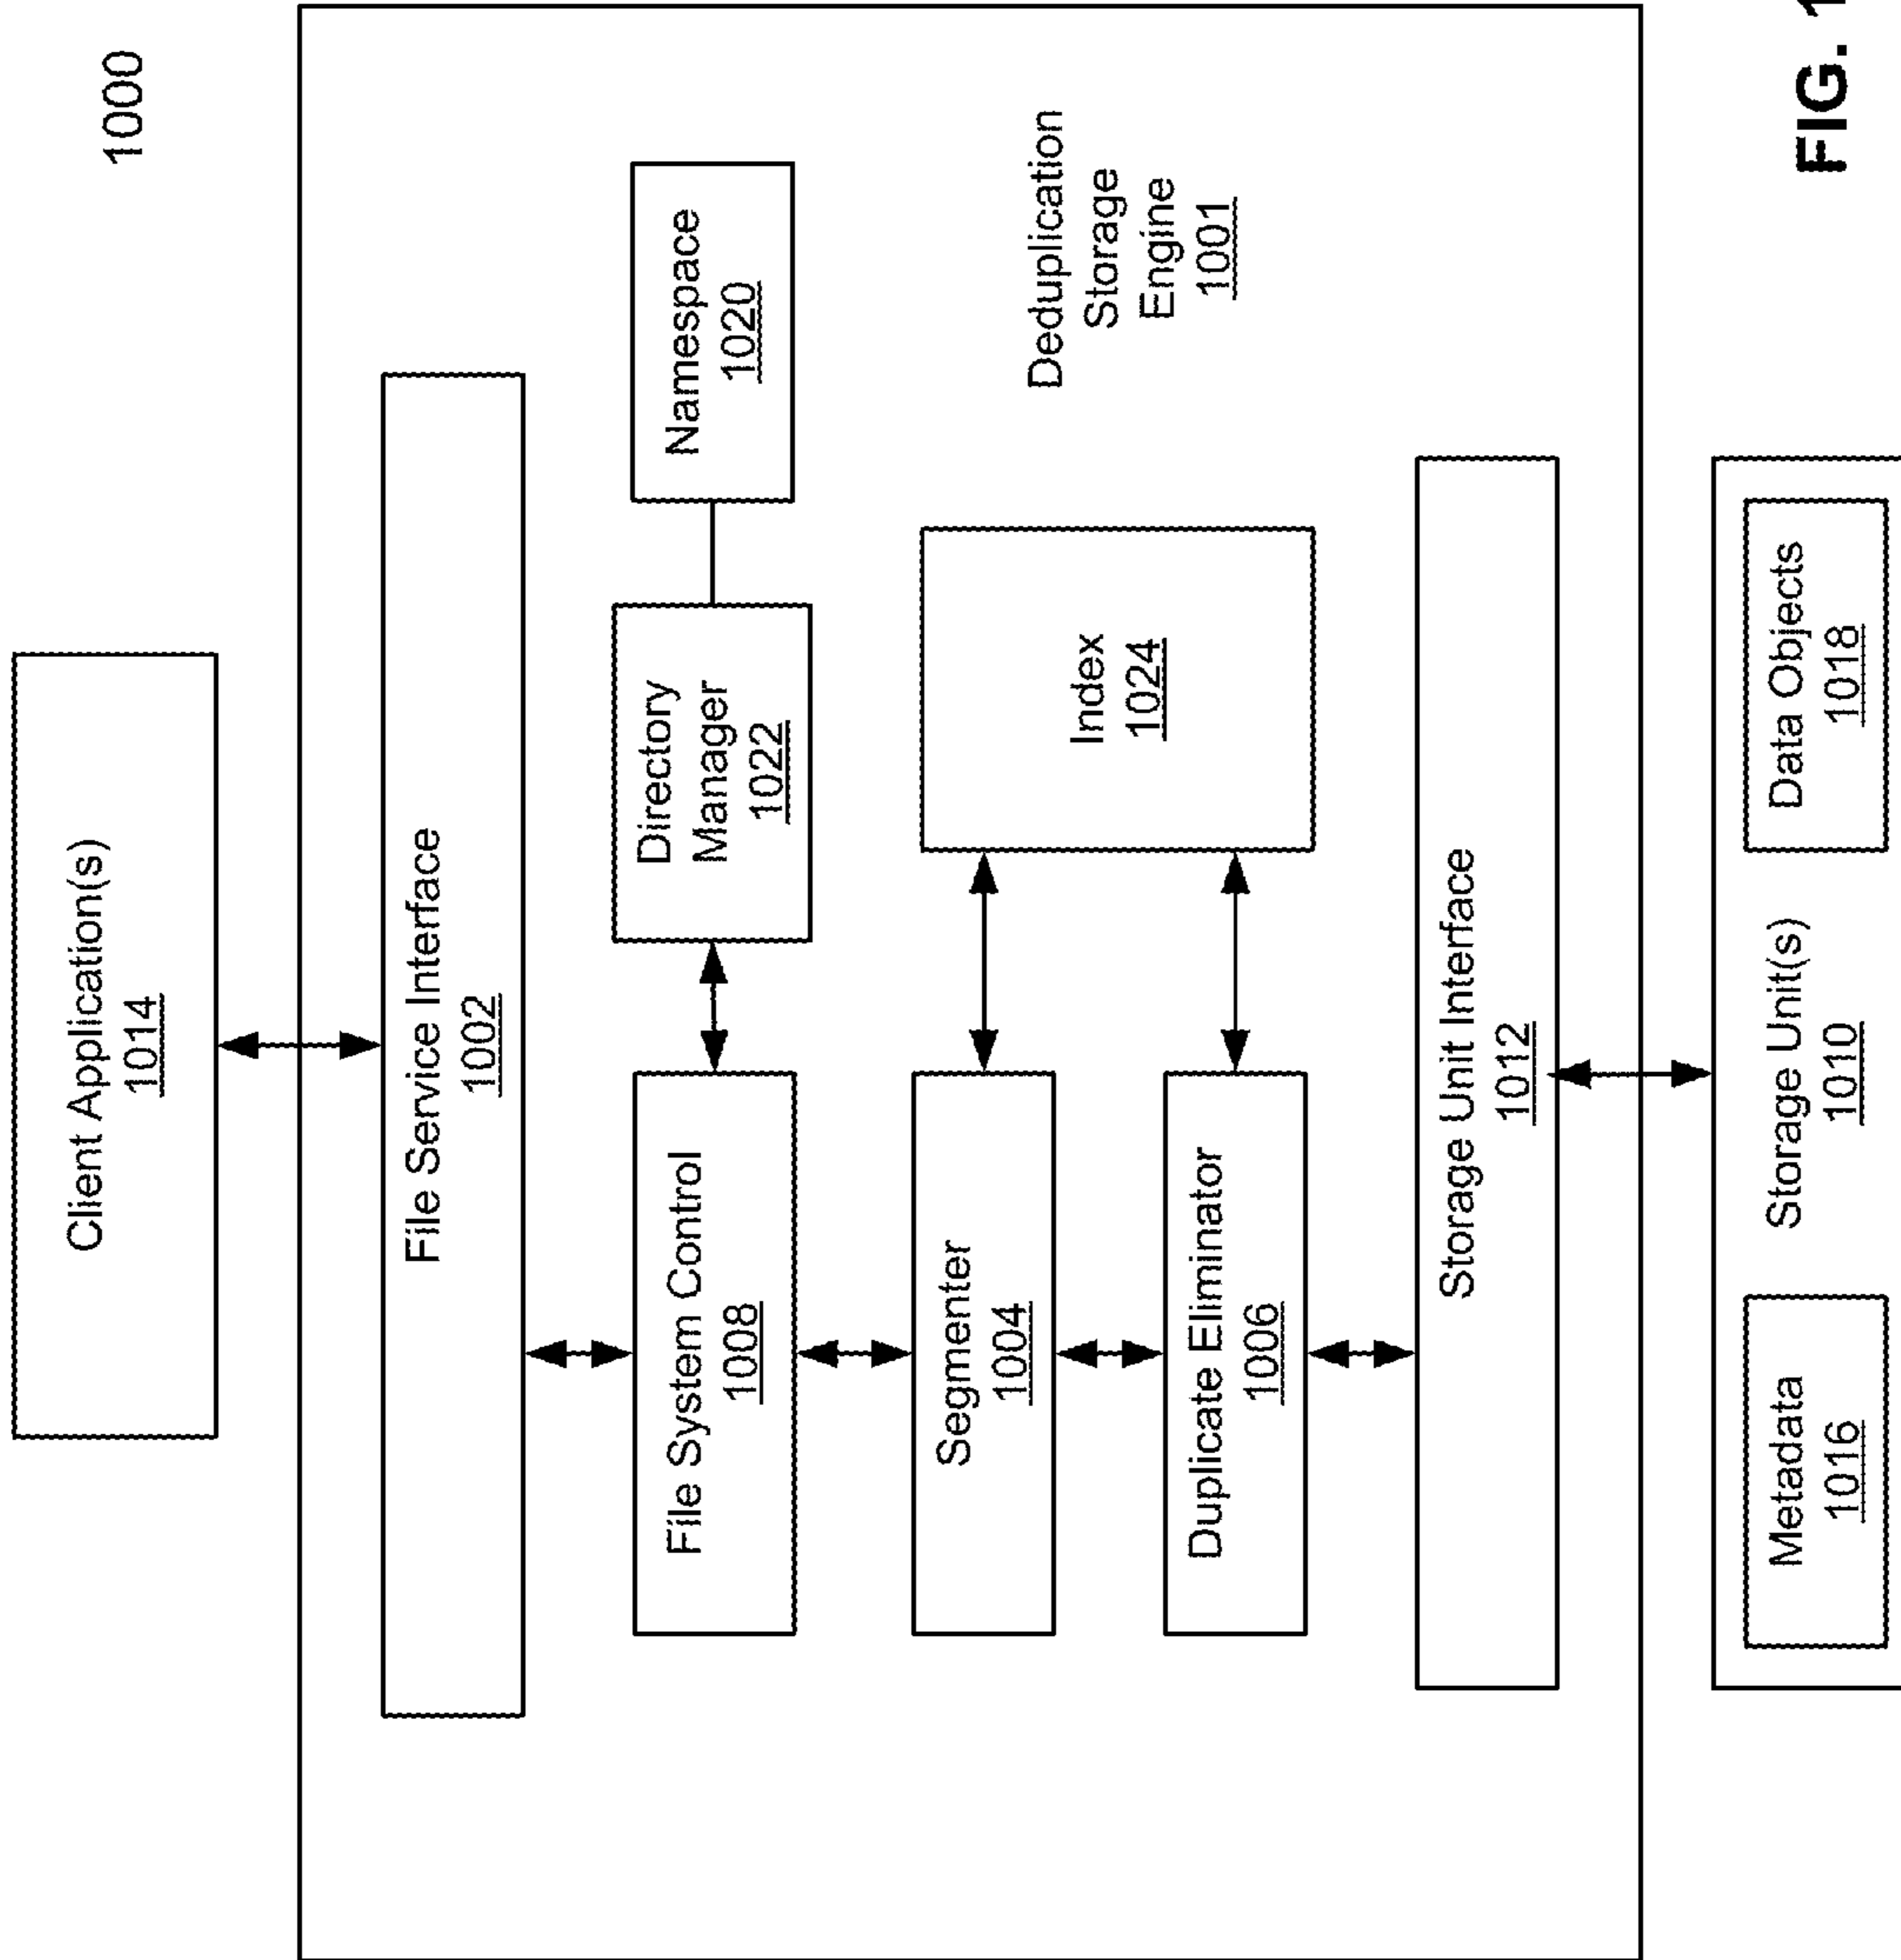 1000
Client Application(s)
1014
File Service Interface
1002
File System Control
1008
Directory
Manager
1022
Namespace
1020
Segmenter
1004
Index
1024
Duplicate Eliminator
1006
Deduplication
Storage
Engine
1001
Storage Unit Interface
1012
Metadata
1016
Storage Unit(s)
1010
Data Objects
1018
FIG. 1